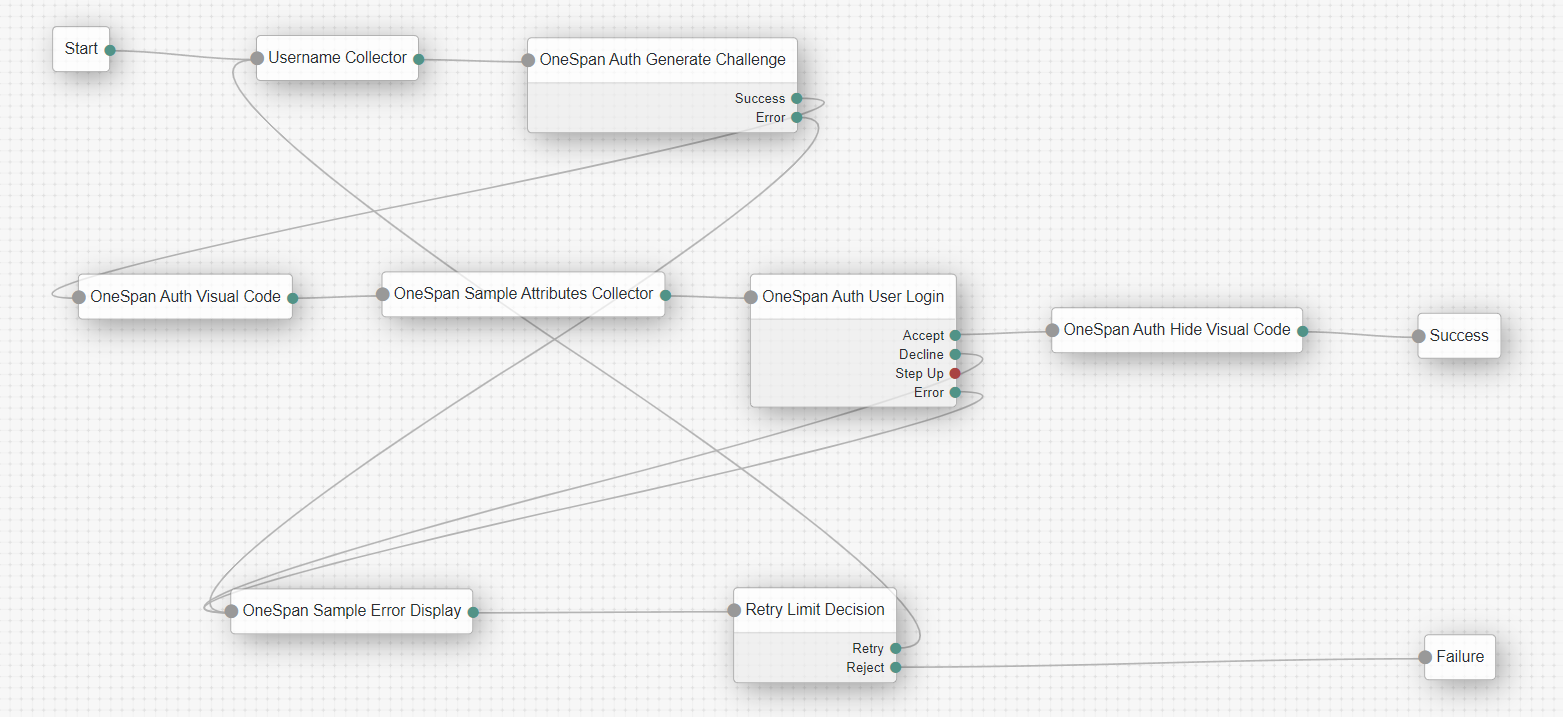 Start
Username Collector
OneSpan Auth Generate Challenge
Success
Error
OneSpan Auth Visual Code
OneSpan Sample Attributes Collector
OneSpan Auth User Login
Accept
Decline
Step Up
Error
OneSpan Auth Hide Visual Code
Success
OneSpan Sample Error Display
Retry Limit Decision
Retry
Reject
Failure